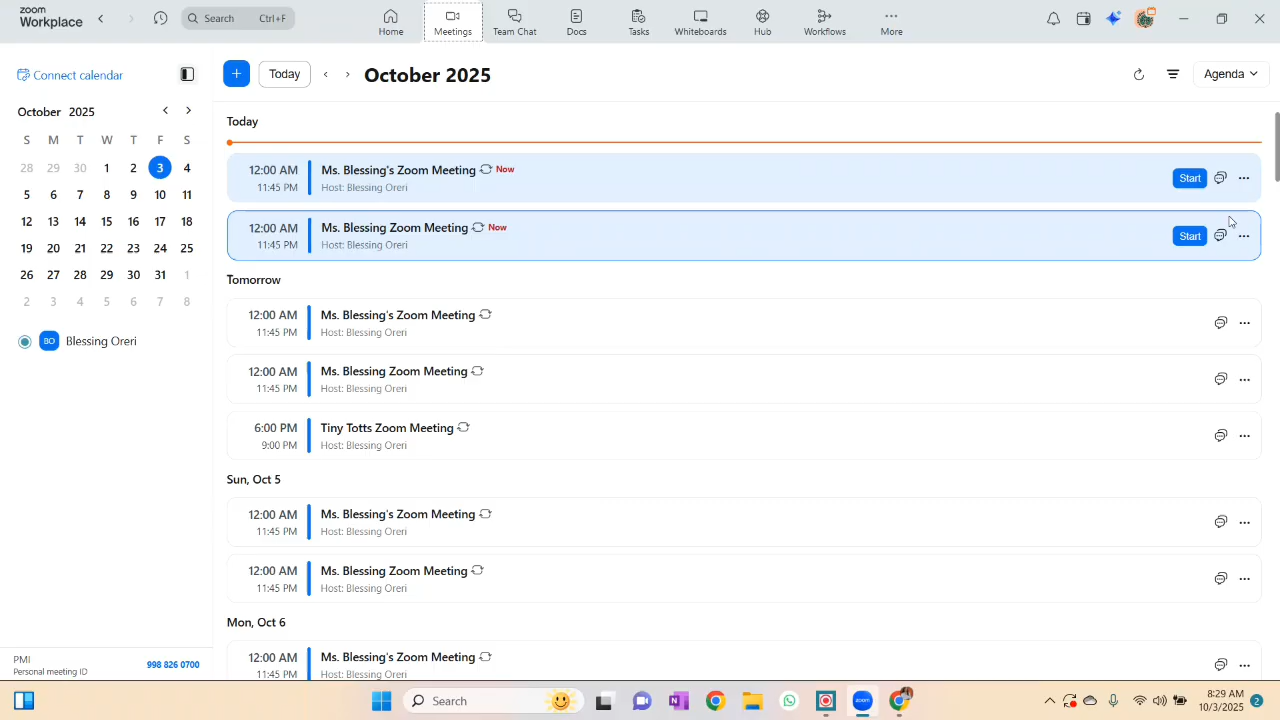 zoom
Workplace
Search Ctrl+F
Home
Meetings
Team Chat
Docs
Tasks
Whiteboards
Hub
Workflows
More
Connect calendar
Today
October 2025
Agenda
October 2025
S M T W T F S
28 29 30 1 2 3 4
5 6 7 8 9 10 11
12 13 14 15 16 17 18
19 20 21 22 23 24 25
26 27 28 29 30 31 1
2 3 4 5 6 7 8
BO Blessing Oreri
Today
12:00 AM Ms. Blessing's Zoom Meeting Now
11:45 PM Host: Blessing Oreri
Start
12:00 AM Ms. Blessing Zoom Meeting Now
11:45 PM Host: Blessing Oreri
Start
Tomorrow
12:00 AM Ms. Blessing's Zoom Meeting
11:45 PM Host: Blessing Oreri
12:00 AM Ms. Blessing Zoom Meeting
11:45 PM Host: Blessing Oreri
6:00 PM Tiny Totts Zoom Meeting
9:00 PM Host: Blessing Oreri
Sun, Oct 5
12:00 AM Ms. Blessing's Zoom Meeting
11:45 PM Host: Blessing Oreri
12:00 AM Ms. Blessing Zoom Meeting
11:45 PM Host: Blessing Oreri
Mon, Oct 6
12:00 AM Ms. Blessing's Zoom Meeting
11:45 PM Host: Blessing Oreri
PMI
Personal meeting ID
998 826 0700
Search
zoom
8:29 AM
10/3/2025
2